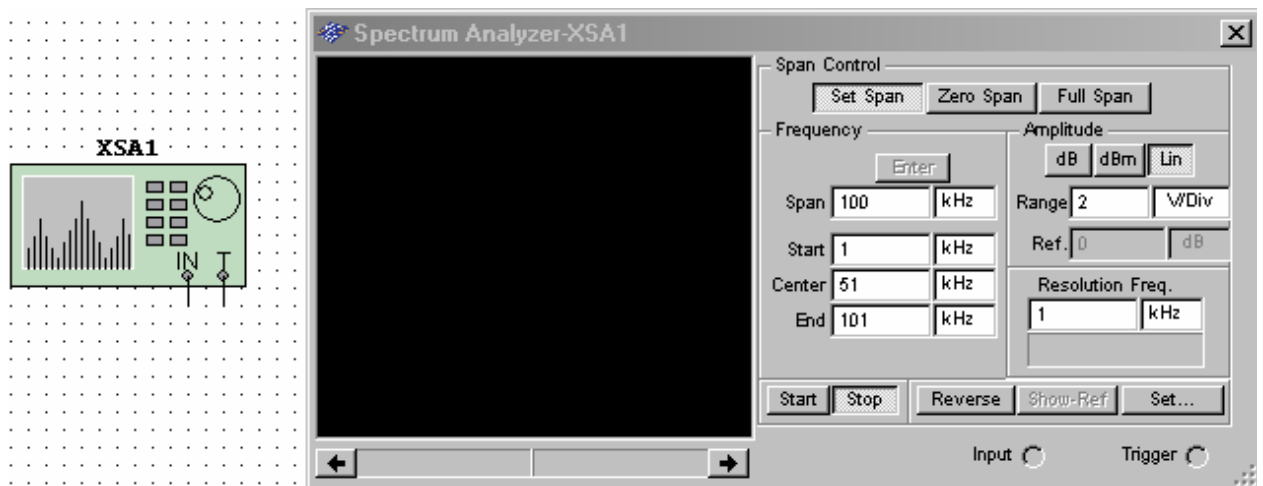 XSA1
IN T
Spectrum Analyzer-XSA1
Span Control
Set Span Zero Span Full Span
Frequency
Enter
Span 100 kHz
Start 1 kHz
Center 51 kHz
End 101 kHz
Amplitude
dB dBm Lin
Range 2 V/Div
Ref. 0 dB
Resolution Freq.
1 kHz
Start Stop Reverse Show-Ref Set...
Input Trigger